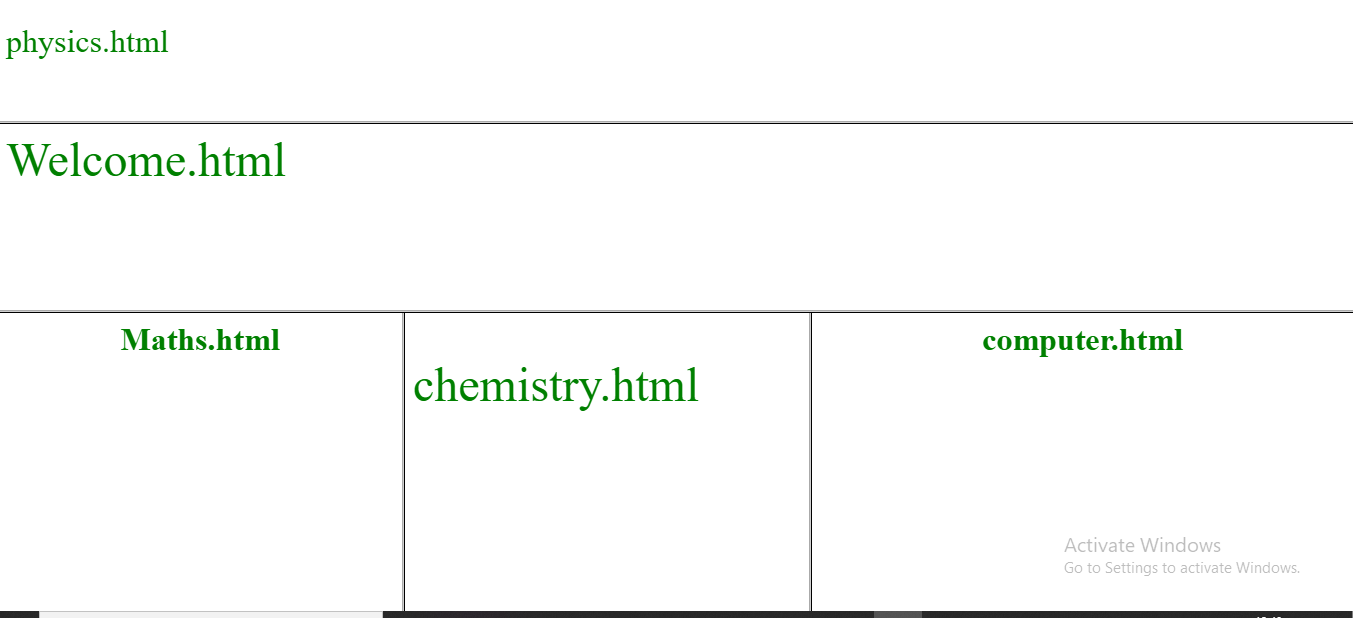 physics.html
Welcome.html
Maths.html
chemistry.html
computer.html
Activate Windows
Go to Settings to activate Windows.